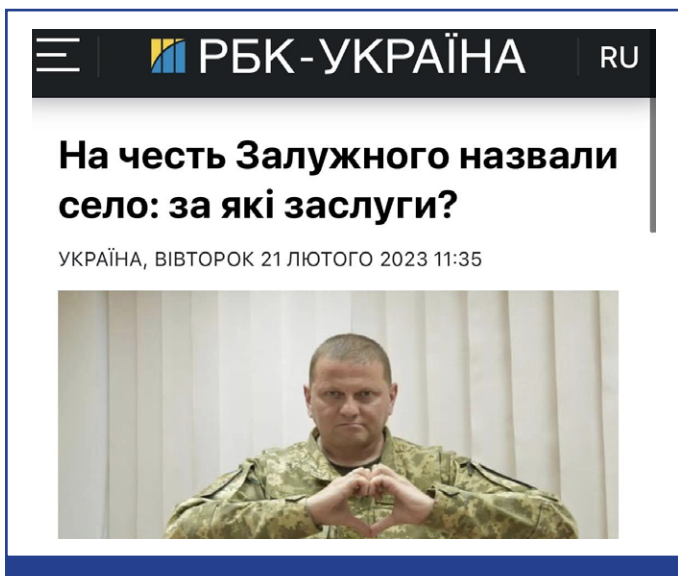 РБК-УКРАЇНА RU
На честь Залужного назвали
село: за які заслуги?
УКРАЇНА, ВІВТОРОК 21 ЛЮТОГО 2023 11:35